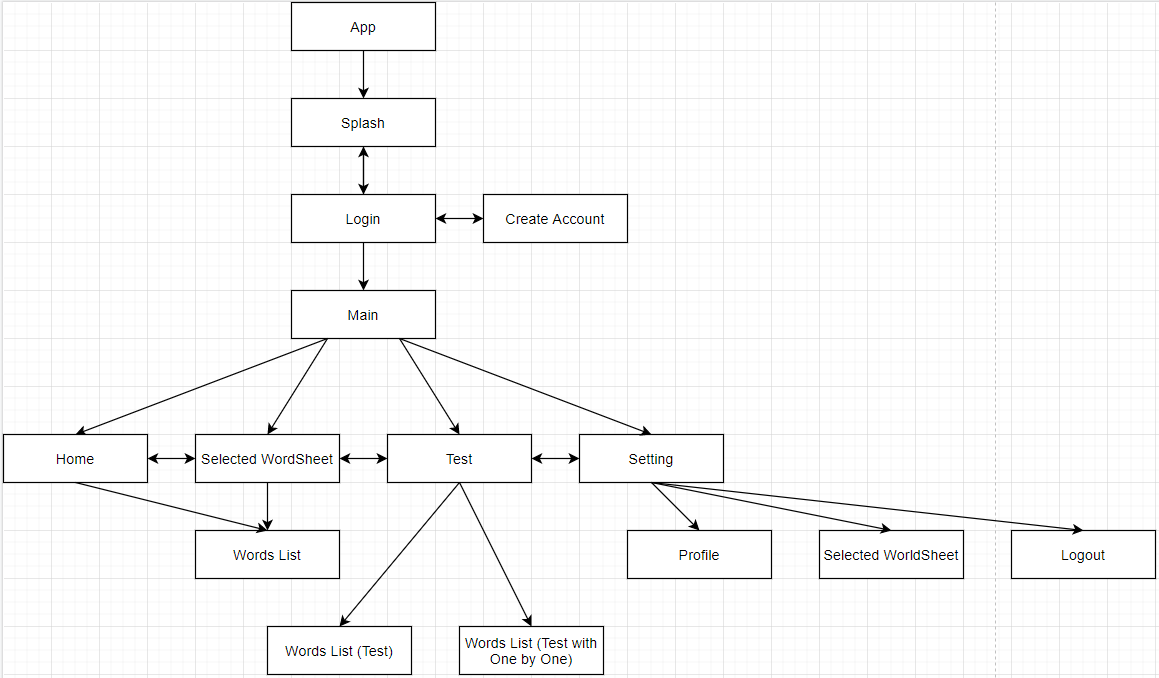 App
Splash
Login
Create Account
Main
Home
Selected WordSheet
Test
Setting
Words List
Profile
Selected WorldSheet
Logout
Words List (Test)
Words List (Test with
One by One)